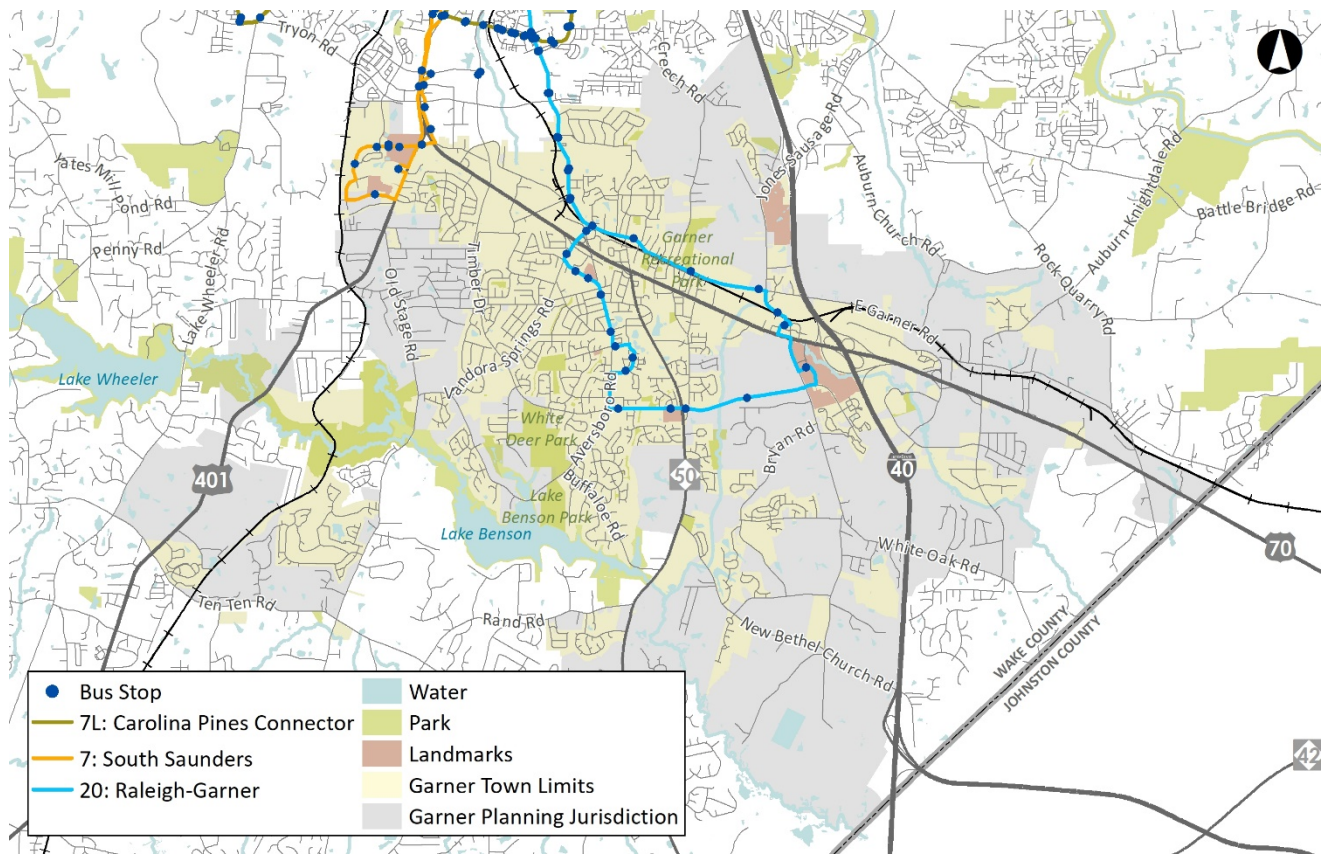 Tryon Rd
Creech Rd
Jones Sausage Rd
Auburn Church Rd
Auburn-Knightdale Rd
Battle Bridge Rd
Rock Quarry Rd
Yates Mill Pond Rd
Penny Rd
Lake Wheeler Rd
Timber Dr
Old Stage Rd
Garner
Recreational
Park
E Garner Rd
Vandora Springs Rd
Lake Wheeler
Aversboro Rd
White
Deer Park
Bryan Rd
401
50
40
Buffaloe Rd
Lake
Benson Park
Lake Benson
White Oak Rd
70
Ten Ten Rd
Rand Rd
New Bethel Church Rd
WAKE COUNTY
JOHNSTON COUNTY
42
Bus Stop
7L: Carolina Pines Connector
7: South Saunders
20: Raleigh-Garner
Water
Park
Landmarks
Garner Town Limits
Garner Planning Jurisdiction